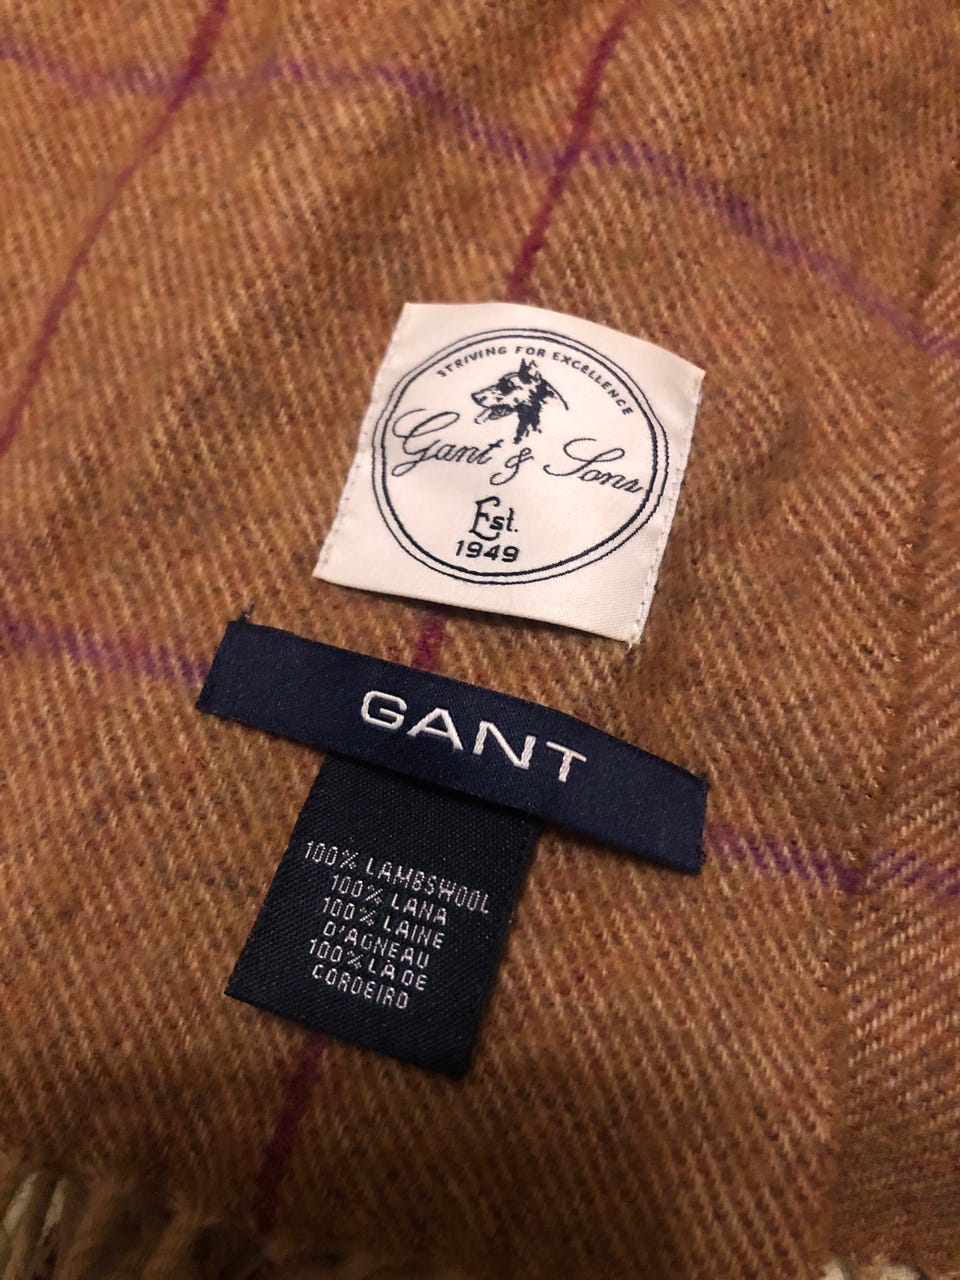 STRIVING FOR EXCELLENCE
Gant & Sons
Est.
1949
GANT
100% LAMBSWOOL
100% LANA
100% LAINE
D'AGNEAU
100% LÃ DE
CORDEIRO